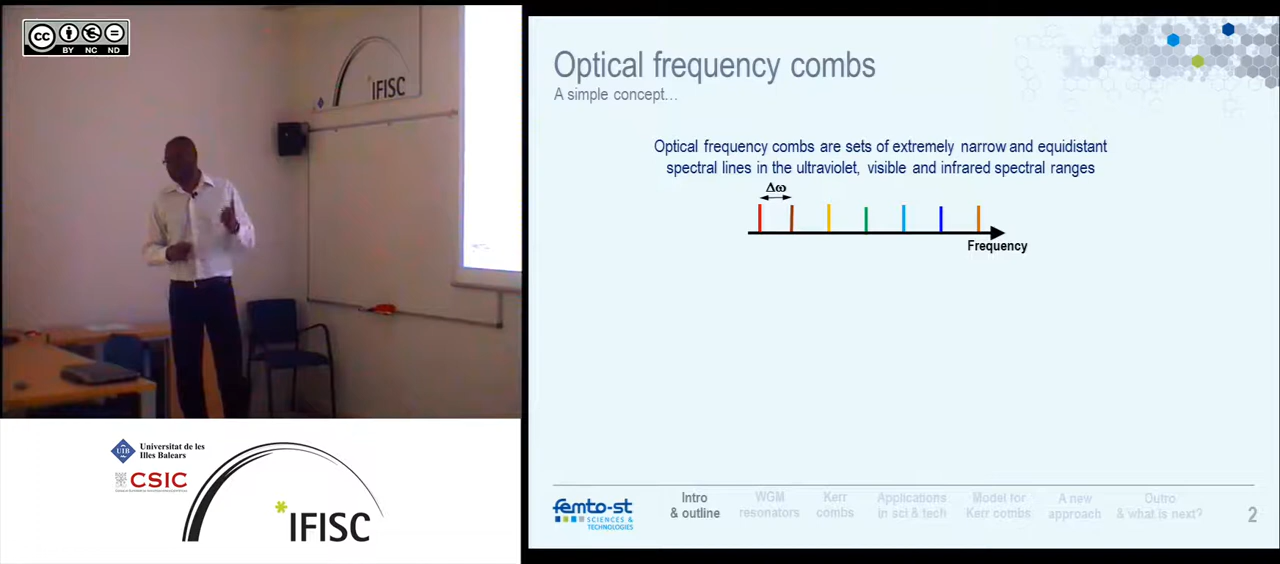 cc
BY NC ND
IFISC
Universitat de les
Illes Balears
UIB
CSIC
*IFISC
Optical frequency combs
A simple concept…
Optical frequency combs are sets of extremely narrow and equidistant
spectral lines in the ultraviolet, visible and infrared spectral ranges
Δω
Frequency
femto-st
SCIENCES &
TECHNOLOGIES
Intro
& outline
WGM
resonators
Kerr
combs
Applications
in sci & tech
Model for
Kerr combs
A new
approach
Outro
& what is next?
2